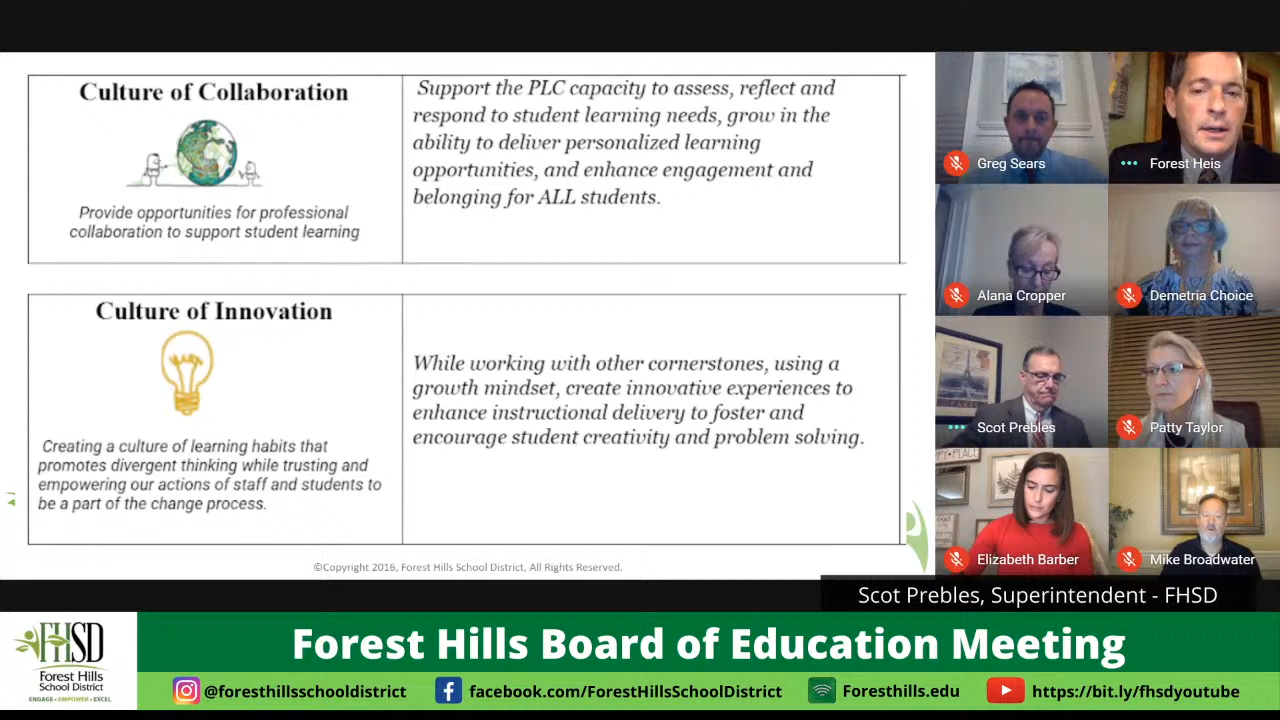 Culture of Collaboration
Provide opportunities for professional
collaboration to support student learning
Support the PLC capacity to assess, reflect and
respond to student learning needs, grow in the
ability to deliver personalized learning
opportunities, and enhance engagement and
belonging for ALL students.
Culture of Innovation
Creating a culture of learning habits that
promotes divergent thinking while trusting and
empowering our actions of staff and students to
be a part of the change process.
While working with other cornerstones, using a
growth mindset, create innovative experiences to
enhance instructional delivery to foster and
encourage student creativity and problem solving.
©Copyright 2016, Forest Hills School District, All Rights Reserved.
Greg Sears
Forest Heis
Alana Cropper
Demetria Choice
PARIS
Scot Prebles
Patty Taylor
Elizabeth Barber
Mike Broadwater
Scot Prebles, Superintendent - FHSD
FHSD
Forest Hills
School District
ENGAGE • EMPOWER • EXCEL
Forest Hills Board of Education Meeting
@foresthillsschooldistrict
facebook.com/ForestHillsSchoolDistrict
Foresthills.edu
https://bit.ly/fhsdyoutube